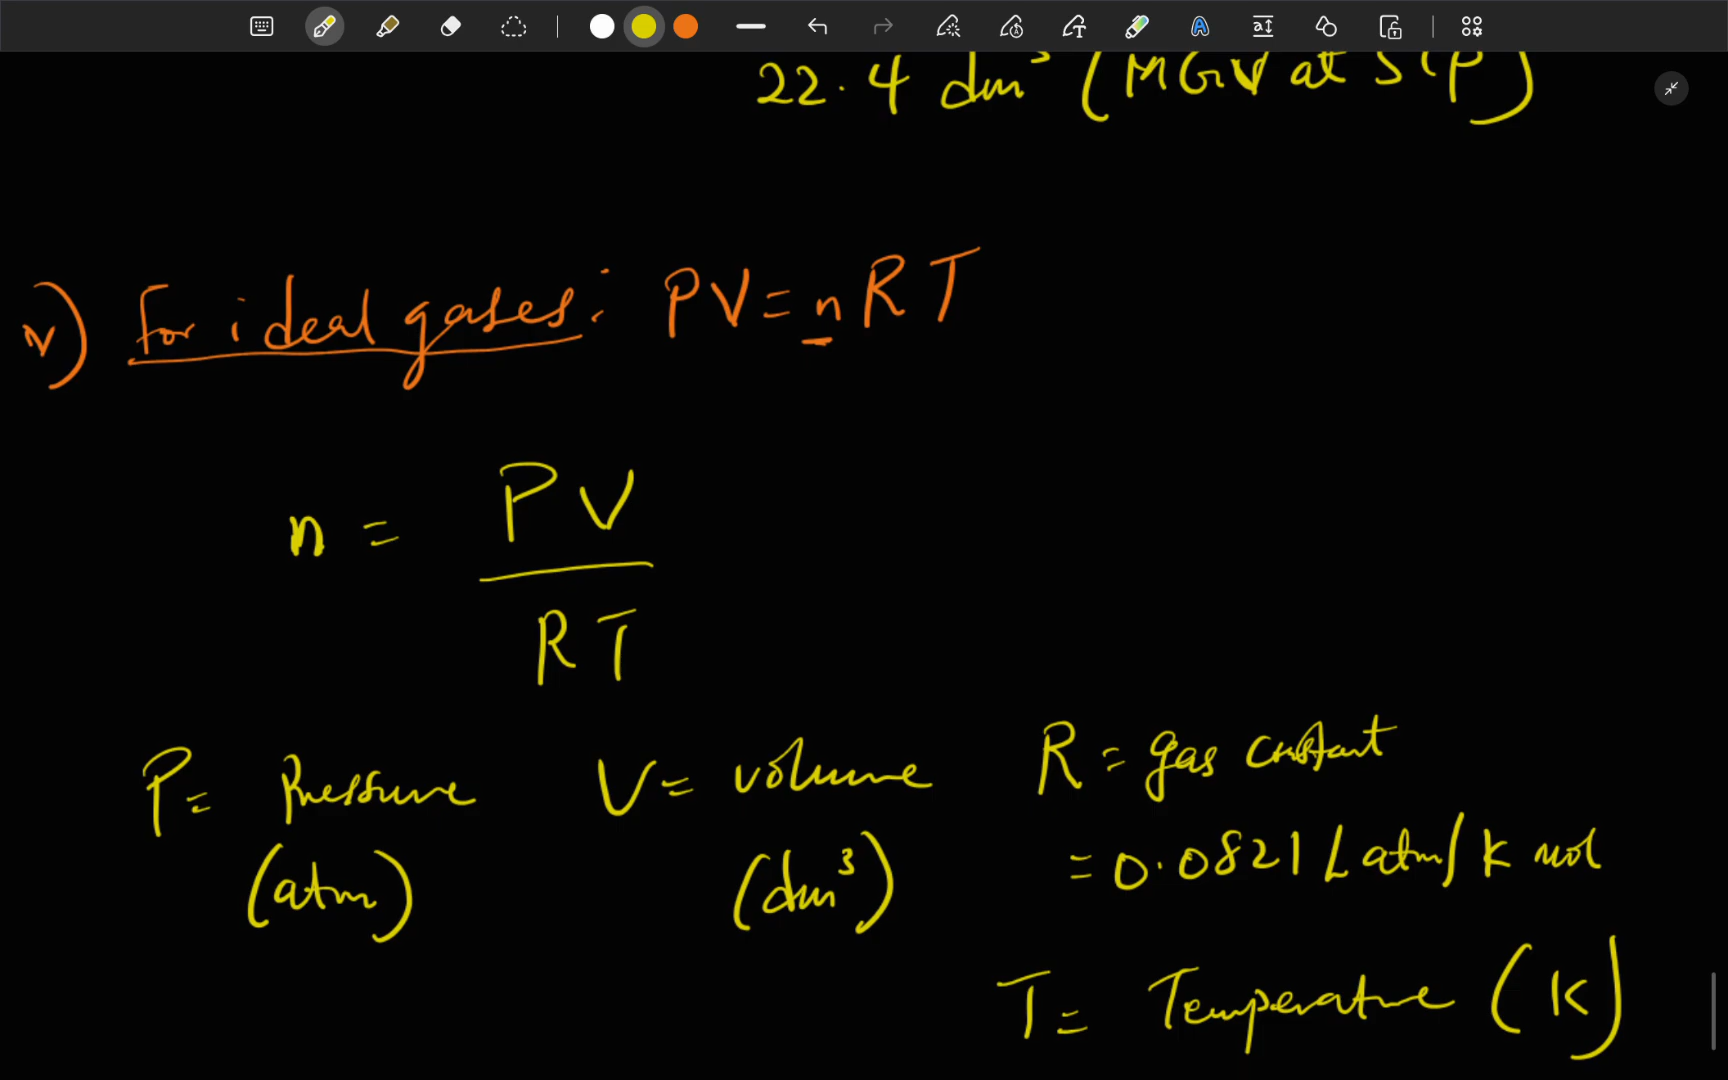 22.4 dm³ (MGV at STP)
v) For ideal gases: PV = nRT
n = PV
RT
P = Pressure V = volume R = gas constant
(atm) (dm³) = 0.0821 L atm/K mol
T = Temperature (K)